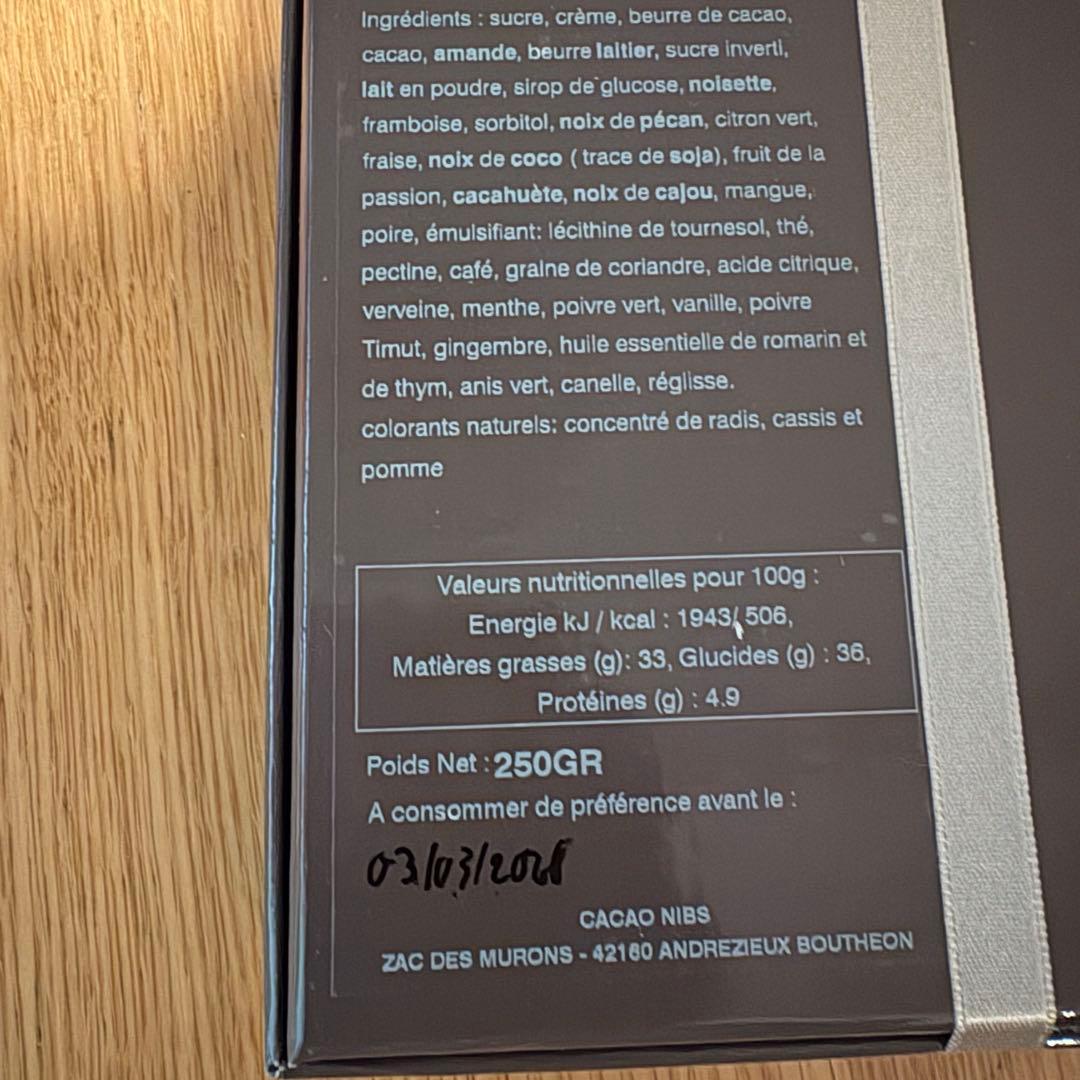 Ingrédients : sucre, crème, beurre de cacao,
cacao, amande, beurre laitier, sucre inverti,
lait en poudre, sirop de glucose, noisette,
framboise, sorbitol, noix de pécan, citron vert,
fraise, noix de coco ( trace de soja), fruit de la
passion, cacahuète, noix de cajou, mangue,
poire, émulsifiant: lécithine de tournesol, thé,
pectine, café, graine de coriandre, acide citrique,
verveine, menthe, poivre vert, vanille, poivre
Timut, gingembre, huile essentielle de romarin et
de thym, anis vert, canelle, réglisse.
colorants naturels: concentré de radis, cassis et
pomme
Valeurs nutritionnelles pour 100g :
Energie kJ / kcal : 1943/ 506,
Matières grasses (g): 33, Glucides (g) : 36,
Protéines (g) : 4.9
Poids Net : 250GR
A consommer de préférence avant le :
CACAO NIBS
ZAC DES MURONS - 42160 ANDREZIEUX BOUTHEON